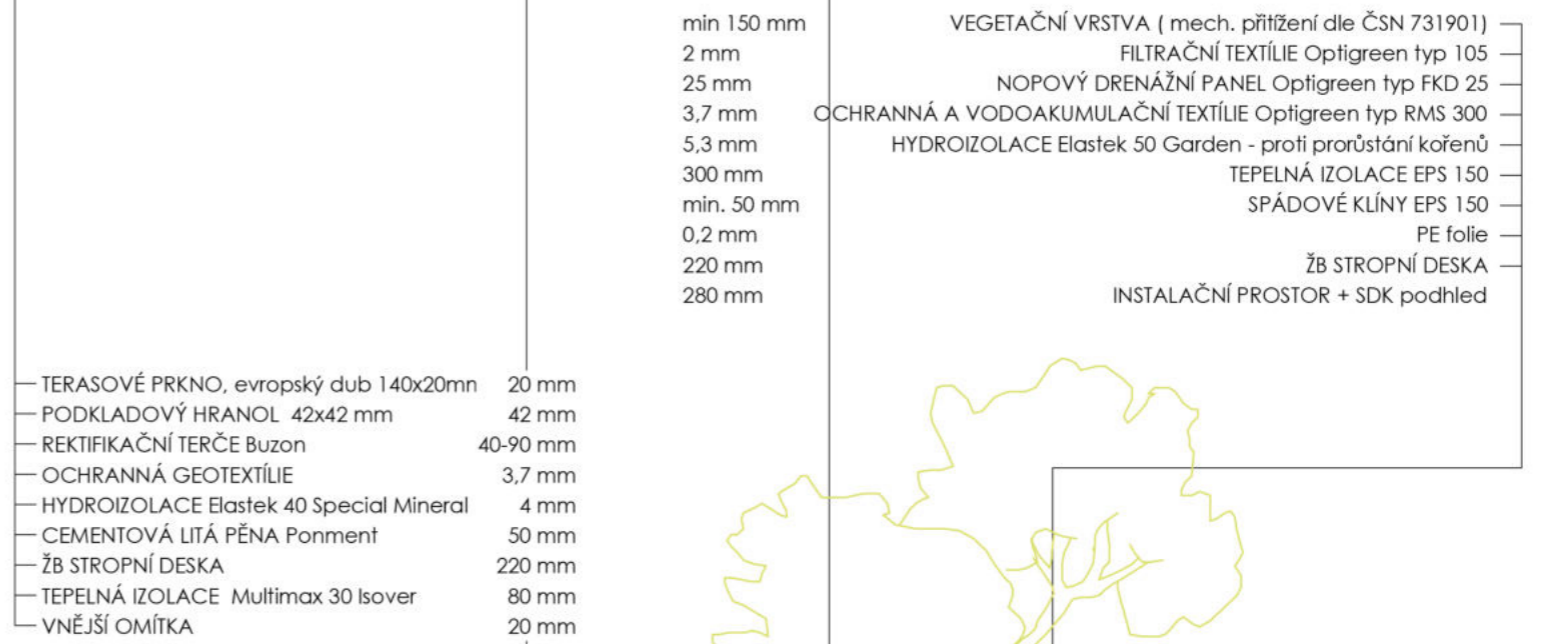 min 150 mm VEGETAČNÍ VRSTVA ( mech. přitížení dle ČSN 731901)
2 mm FILTRAČNÍ TEXTÍLIE Optigreen typ 105
25 mm NOPOVÝ DRENÁŽNÍ PANEL Optigreen typ FKD 25
3,7 mm OCHRANNÁ A VODOAKUMULAČNÍ TEXTÍLIE Optigreen typ RMS 300
5,3 mm HYDROIZOLACE Elastek 50 Garden - proti prorůstání kořenů
300 mm TEPELNÁ IZOLACE EPS 150
min. 50 mm SPÁDOVÉ KLÍNY EPS 150
0,2 mm PE folie
220 mm ŽB STROPNÍ DESKA
280 mm INSTALAČNÍ PROSTOR + SDK podhled
TERASOVÉ PRKNO, evropský dub 140x20mn 20 mm
PODKLADOVÝ HRANOL 42x42 mm 42 mm
REKTIFIKAČNÍ TERČE Buzon 40-90 mm
OCHRANNÁ GEOTEXTÍLIE 3,7 mm
HYDROIZOLACE Elastek 40 Special Mineral 4 mm
CEMENTOVÁ LITÁ PĚNA Ponment 50 mm
ŽB STROPNÍ DESKA 220 mm
TEPELNÁ IZOLACE Multimax 30 Isover 80 mm
VNĚJŠÍ OMÍTKA 20 mm